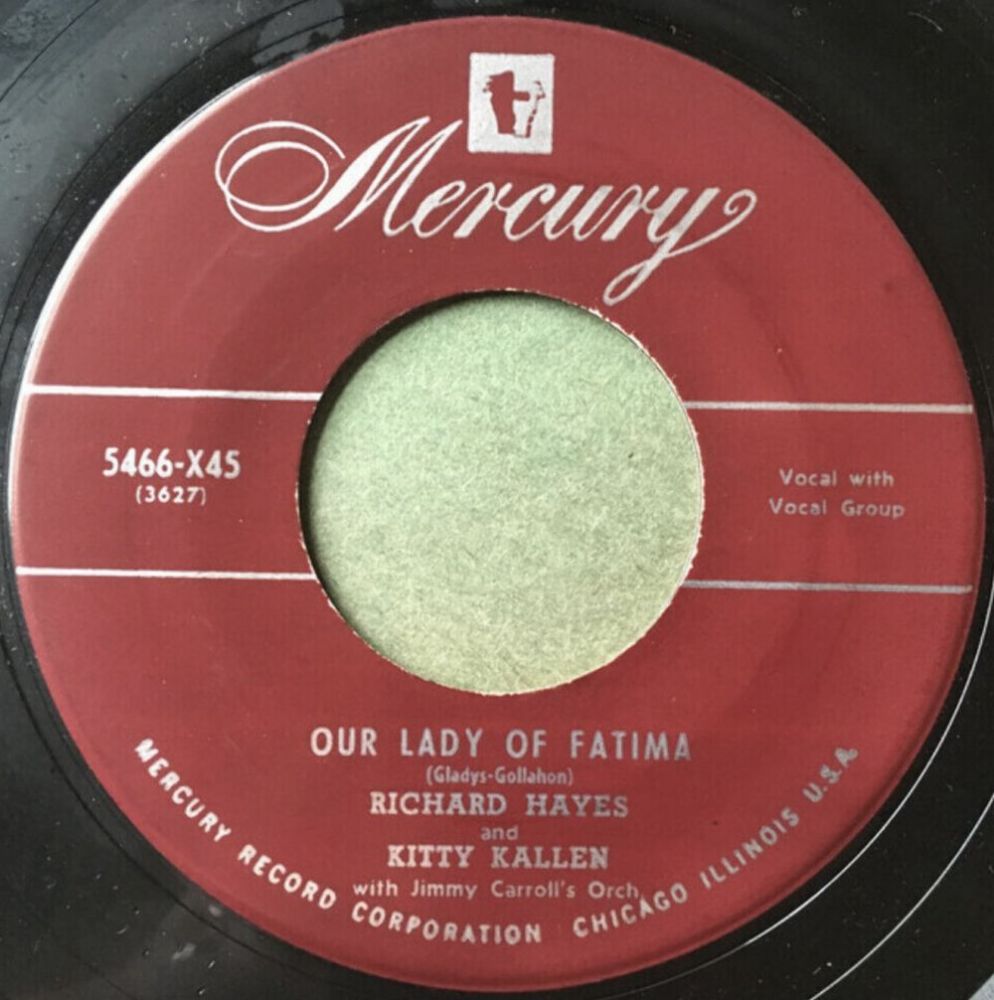 Mercury
5466-X45
(3627)
Vocal with
Vocal Group
OUR LADY OF FATIMA
(Gladys-Gollahon)
RICHARD HAYES
and
KITTY KALLEN
with Jimmy Carroll's Orch.
MERCURY RECORD CORPORATION CHICAGO ILLINOIS U.S.A.